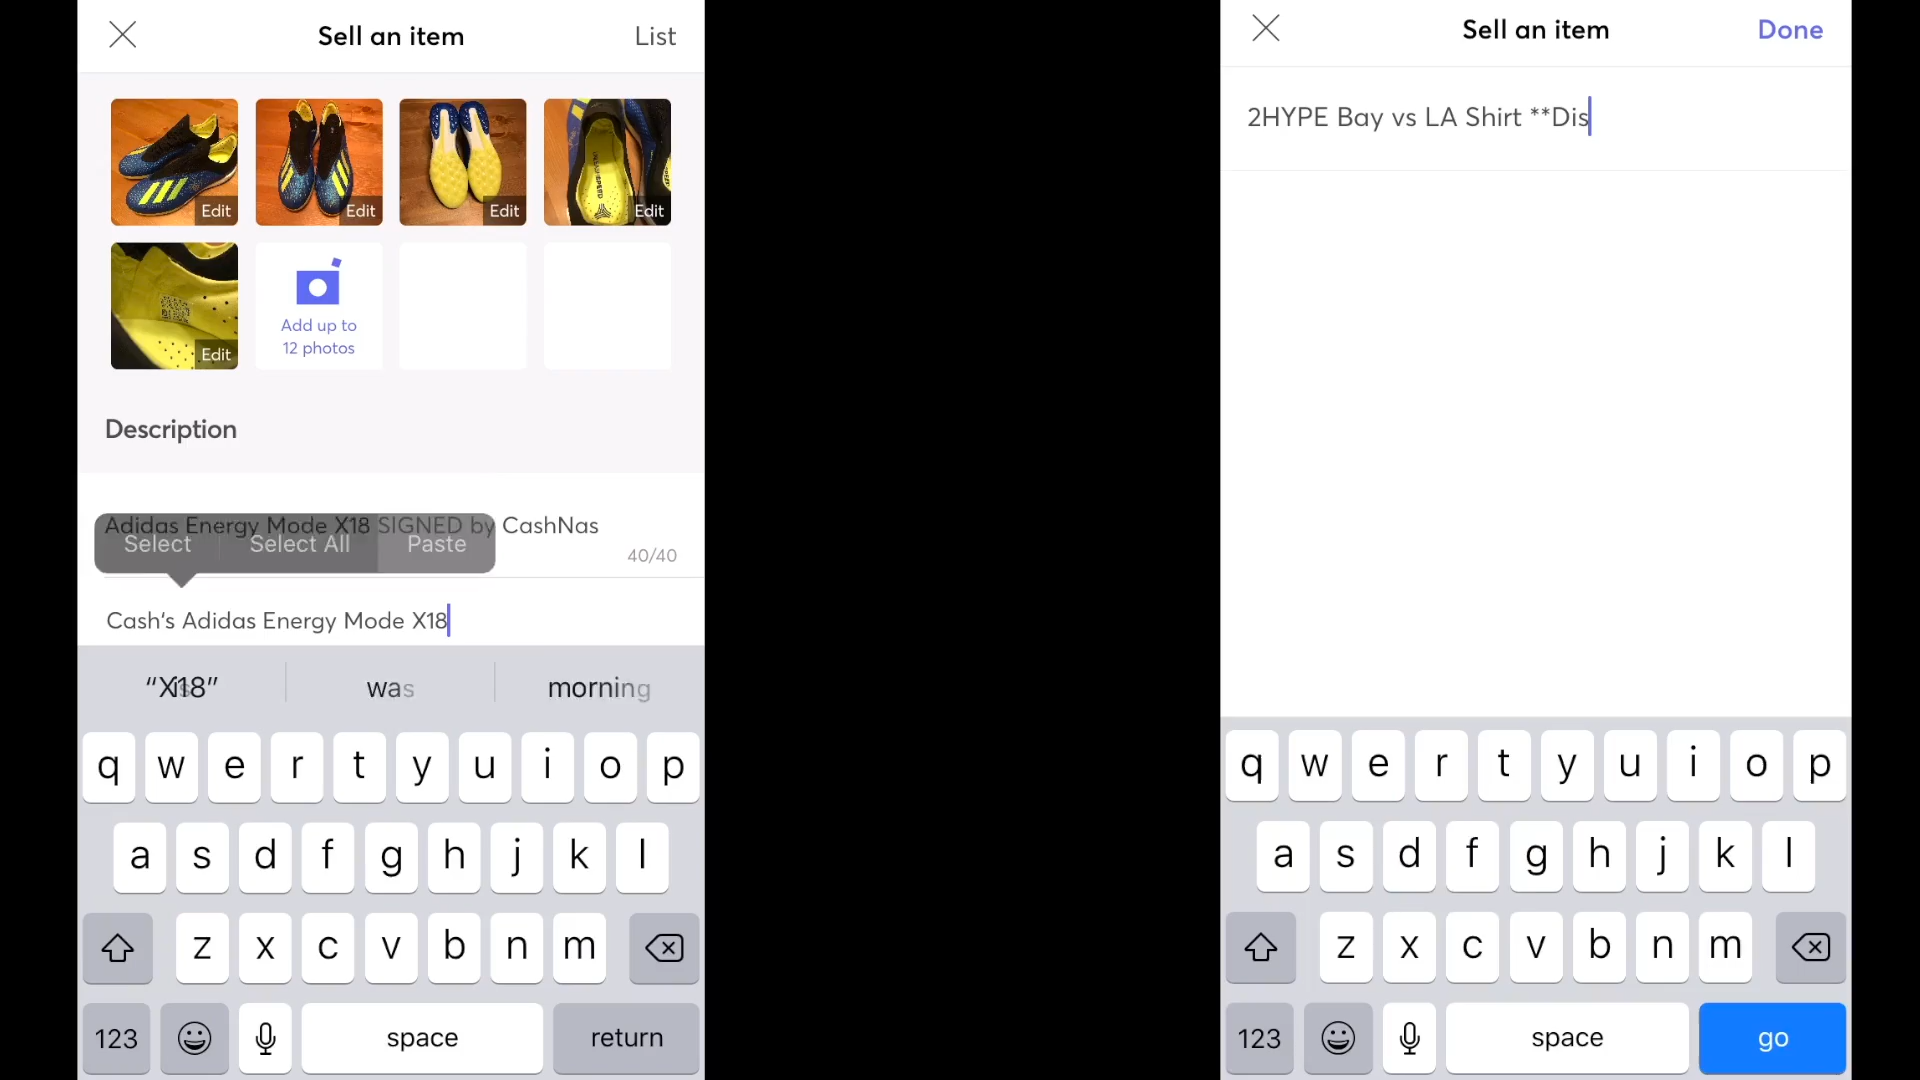 Sell an item
List
Edit
Edit
Edit
Edit
Edit
Add up to
12 photos
Description
Adidas Energy Mode X18 SIGNED by CashNas
Select
Select All
Paste
40/40
Cash's Adidas Energy Mode X18
"X18"
was
morning
q w e r t y u i o p
a s d f g h j k l
z x c v b n m
123
space
return
Sell an item
Done
2HYPE Bay vs LA Shirt **Dis
q w e r t y u i o p
a s d f g h j k l
z x c v b n m
123
space
go